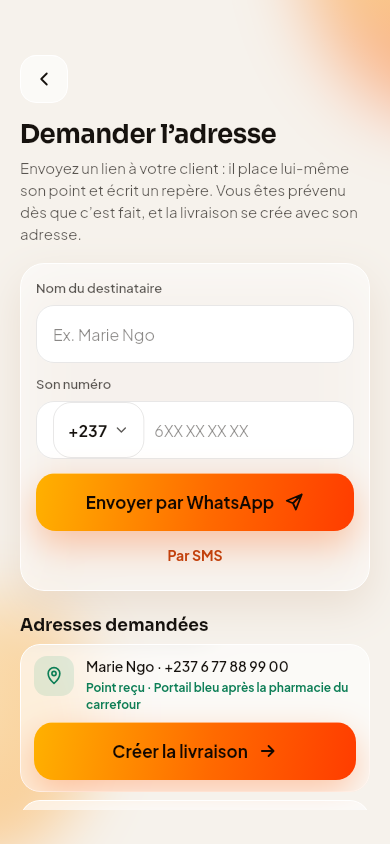 Demander l’adresse
Envoyez un lien à votre client : il place lui-même
son point et écrit un repère. Vous êtes prévenu
dès que c’est fait, et la livraison se crée avec son
adresse.
Nom du destinataire
Ex. Marie Ngo
Son numéro
+237 6XX XX XX XX
Envoyer par WhatsApp
Par SMS
Adresses demandées
Marie Ngo · +237 6 77 88 99 00
Point reçu · Portail bleu après la pharmacie du
carrefour
Créer la livraison